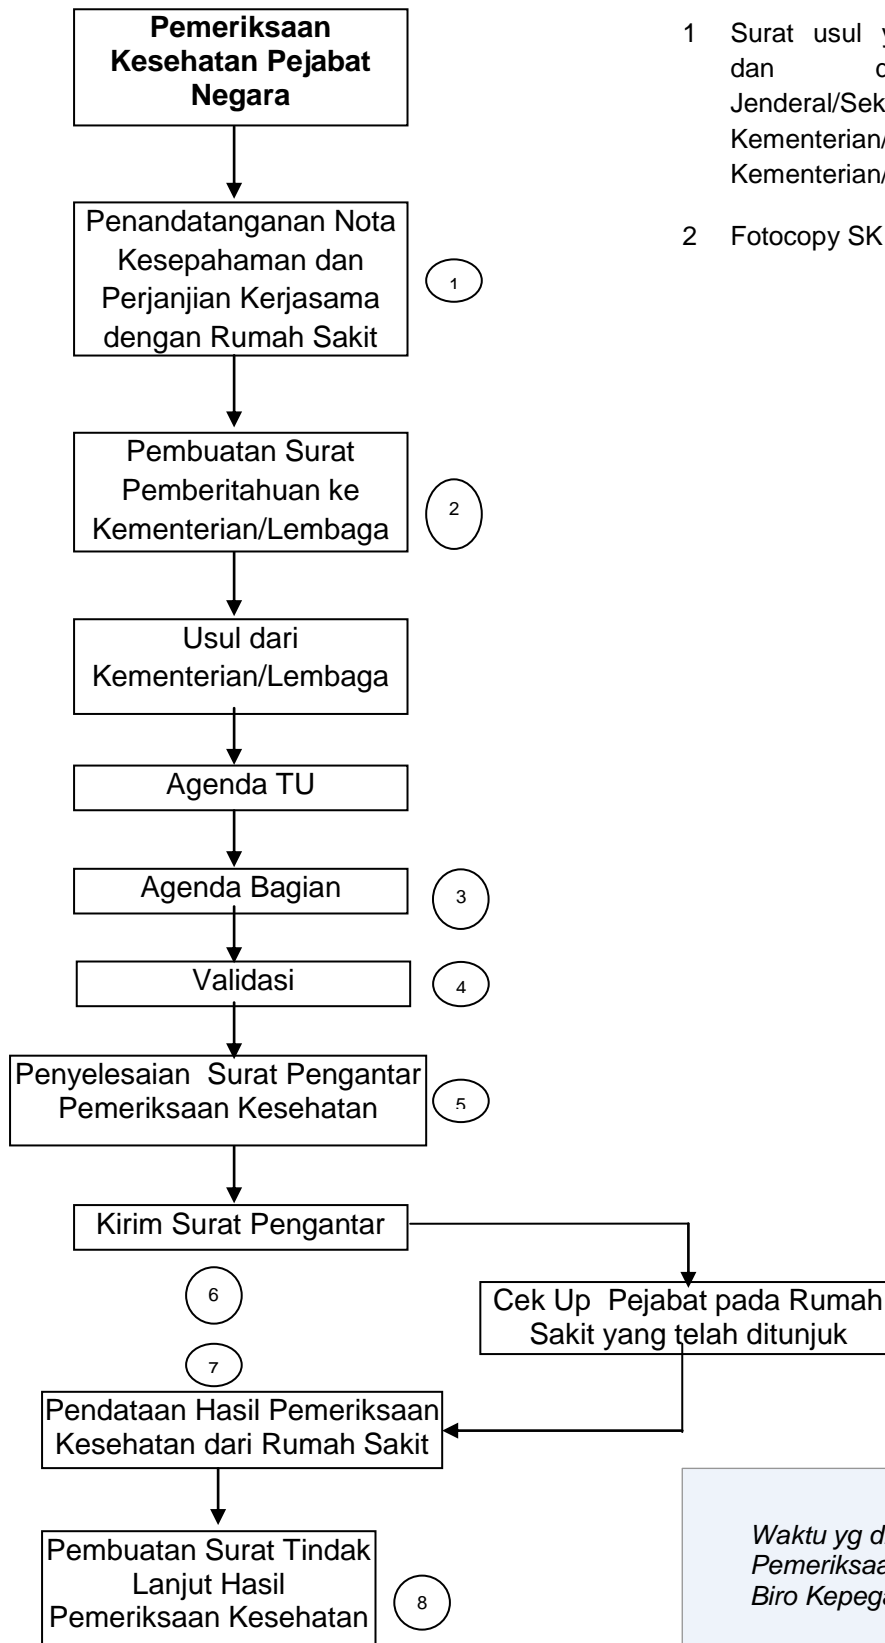 Pemeriksaan
Kesehatan Pejabat
Negara
Penandatanganan Nota
Kesepahaman dan
Perjanjian Kerjasama
dengan Rumah Sakit
1
Pembuatan Surat
Pemberitahuan ke
Kementerian/Lembaga
2
Usul dari
Kementerian/Lembaga
Agenda TU
Agenda Bagian
3
Validasi
4
Penyelesaian Surat Pengantar
Pemeriksaan Kesehatan
5
Kirim Surat Pengantar
6
Cek Up Pejabat pada Rumah
Sakit yang telah ditunjuk
7
Pendataan Hasil Pemeriksaan
Kesehatan dari Rumah Sakit
Pembuatan Surat Tindak
Lanjut Hasil
Pemeriksaan Kesehatan
8
1 Surat usul
dan
Jenderal/Sek
Kementerian/
Kementerian/
2 Fotocopy SK
Waktu yg
Pemeriksaa
Biro Kepeg